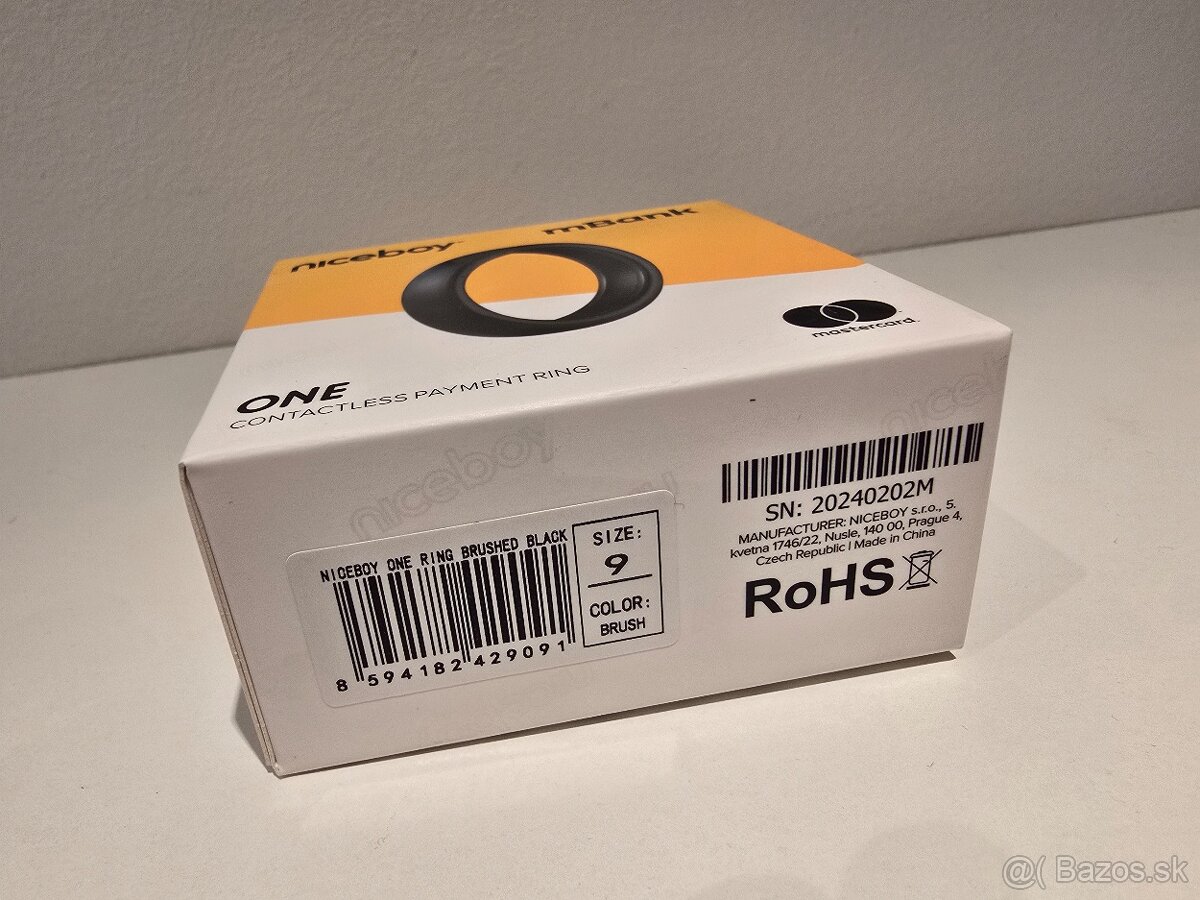 niceboy
mBank
mastercard
ONE
CONTACTLESS PAYMENT RING
niceboy
niceboy
NICEBOY ONE RING BRUSHED BLACK
8 594182 429091
SIZE:
9
COLOR:
BRUSH
SN: 20240202M
MANUFACTURER: NICEBOY s.r.o., 5.
kvetna 1746/22, Nusle, 140 00, Prague 4,
Czech Republic | Made in China
RoHS
@( Bazos.sk